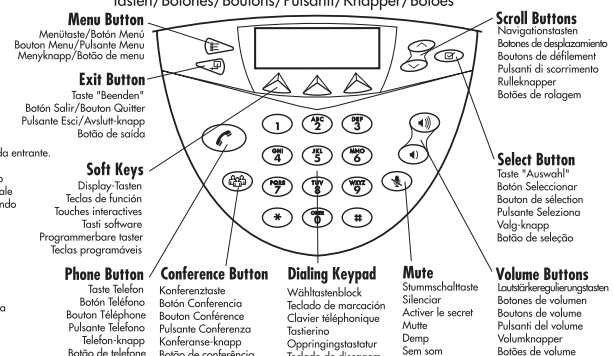 Tasten/Botones/Boutons/Pulsanti/Knapper/Botões
Menu Button
Menütaste/Botón Menú
Bouton Menu/Pulsante Menu
Menyknapp/Botão de menu
Exit Button
Taste "Beenden"
Botón Salir/Bouton Quitter
Pulsante Esci/Avslutt-knapp
Botão de saída
entrante.
Soft Keys
Display-Tasten
Teclas de función
Touches interactives
Tasti software
Programmerbare taster
Teclas programáveis
Scroll Buttons
Navigationstasten
Botones de desplazamiento
Boutons de défilement
Pulsanti di scorrimento
Rulleknapper
Botões de rolagem
Select Button
Taste "Auswahl"
Botón Seleccionar
Bouton de sélection
Pulsante Seleziona
Valg-knapp
Botão de seleção
1 ABC 2 DEF 3
GHI 4 JKL 5 MNO 6
PQRS 7 TUV 8 WXYZ 9
* OPER 0 #
Phone Button
Taste Telefon
Botón Teléfono
Bouton Téléphone
Pulsante Telefono
Telefon-knapp
Botão de telefone
Conference Button
Konferenztaste
Botón Conferencia
Bouton Conférence
Pulsante Conferenza
Konferanse-knapp
Botão de conferência
Dialing Keypad
Wähltastenblock
Teclado de marcación
Clavier téléphonique
Tastierino
Oppringingstastatur
Teclado de discagem
Mute
Stummschalttaste
Silenciar
Activer le secret
Mutte
Demp
Sem som
Volume Buttons
Lautstärkeregulierungstasten
Botones de volumen
Boutons de volume
Pulsanti del volume
Volumknapper
Botões de volume